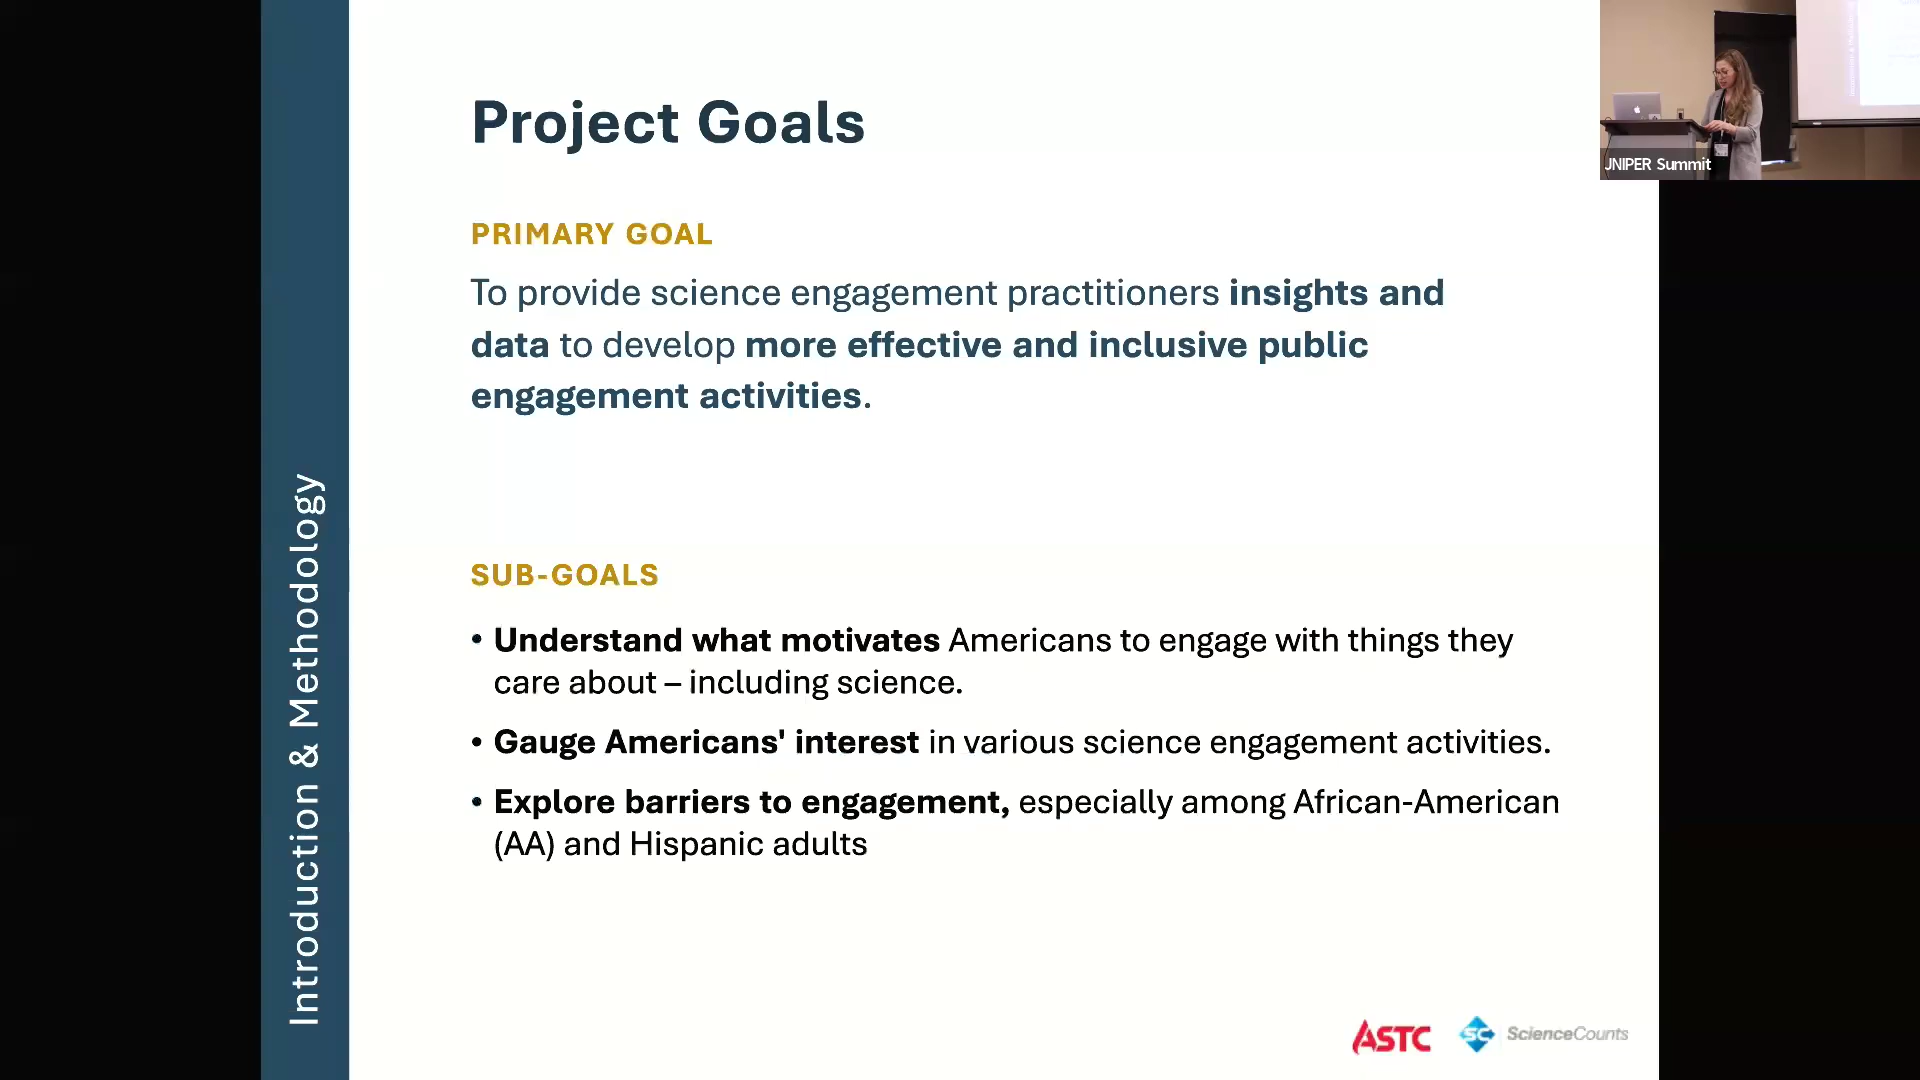 Project Goals
PRIMARY GOAL
To provide science engagement practitioners insights and
data to develop more effective and inclusive public
engagement activities.
SUB-GOALS
• Understand what motivates Americans to engage with things they
care about – including science.
• Gauge Americans' interest in various science engagement activities.
• Explore barriers to engagement, especially among African-American
(AA) and Hispanic adults
Introduction & Methodology
ASTC
SC ScienceCounts
JNIPER Summit